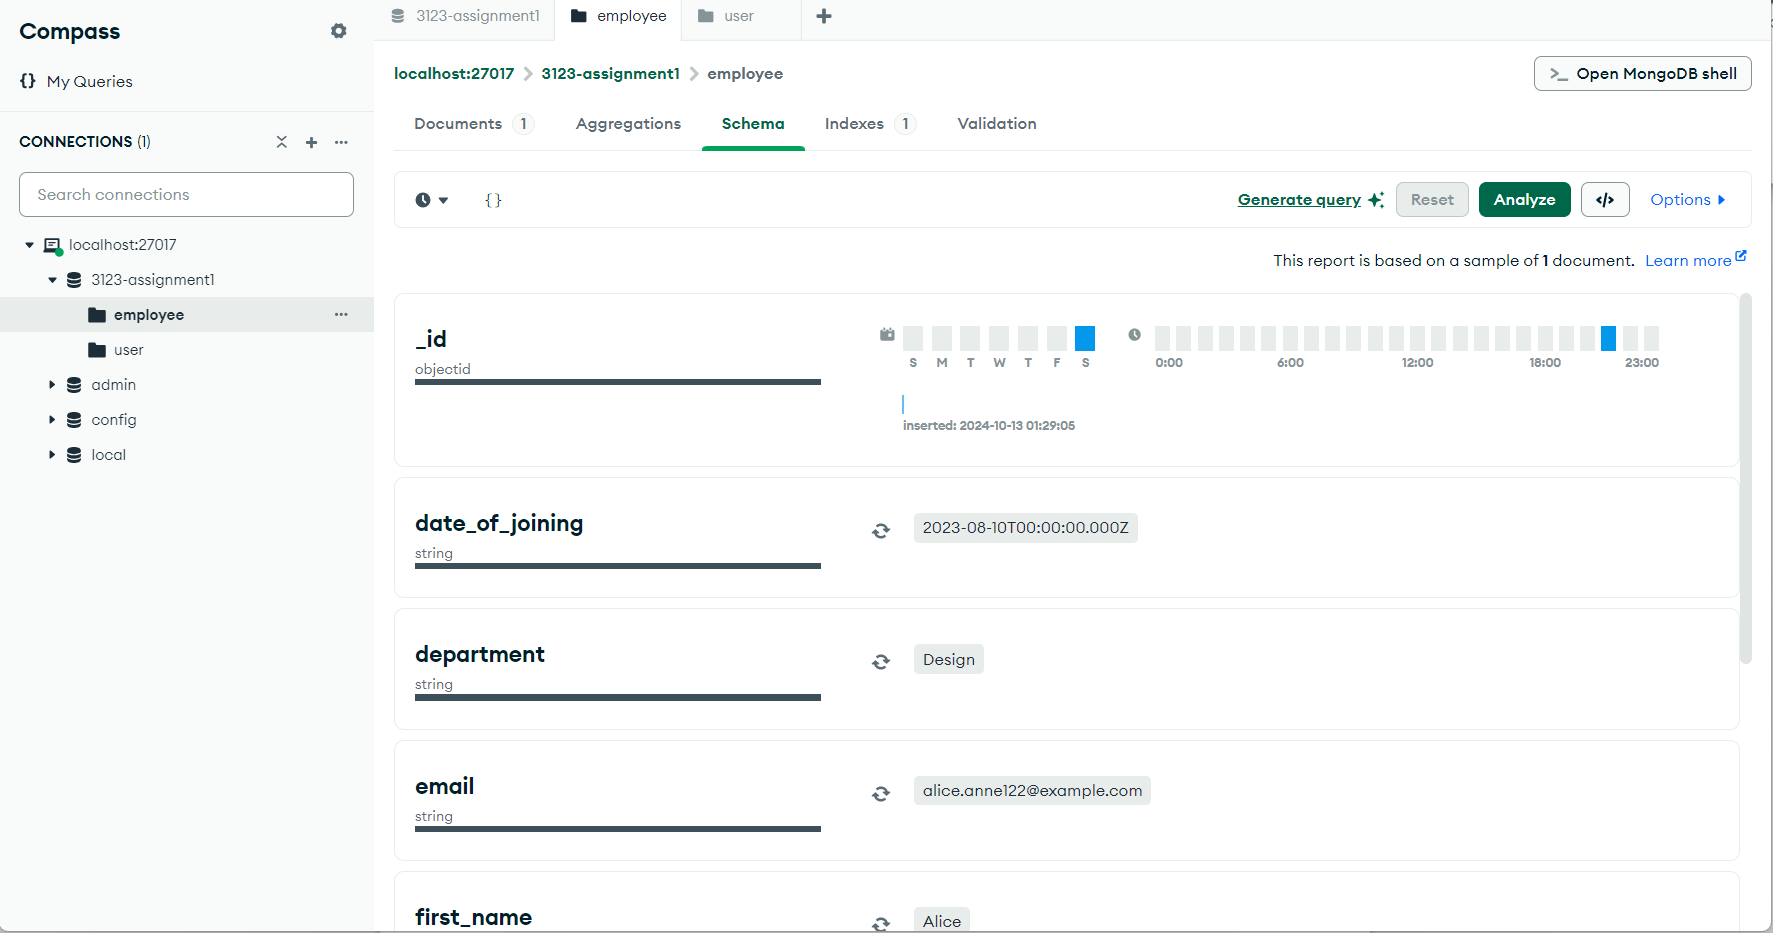 Compass
My Queries
CONNECTIONS (1)
Search connections
localhost:27017
3123-assignment1
employee
user
admin
config
local
3123-assignment1
employee
user
localhost:27017 > 3123-assignment1 > employee
>_ Open MongoDB shell
Documents 1
Aggregations
Schema
Indexes 1
Validation
{}
Generate query
Reset
Analyze
</>
Options
This report is based on a sample of 1 document. Learn more
_id
objectid
S M T W T F S
0:00 6:00 12:00 18:00 23:00
inserted: 2024-10-13 01:29:05
date_of_joining
string
2023-08-10T00:00:00.000Z
department
string
Design
email
string
alice.anne122@example.com
first_name
Alice